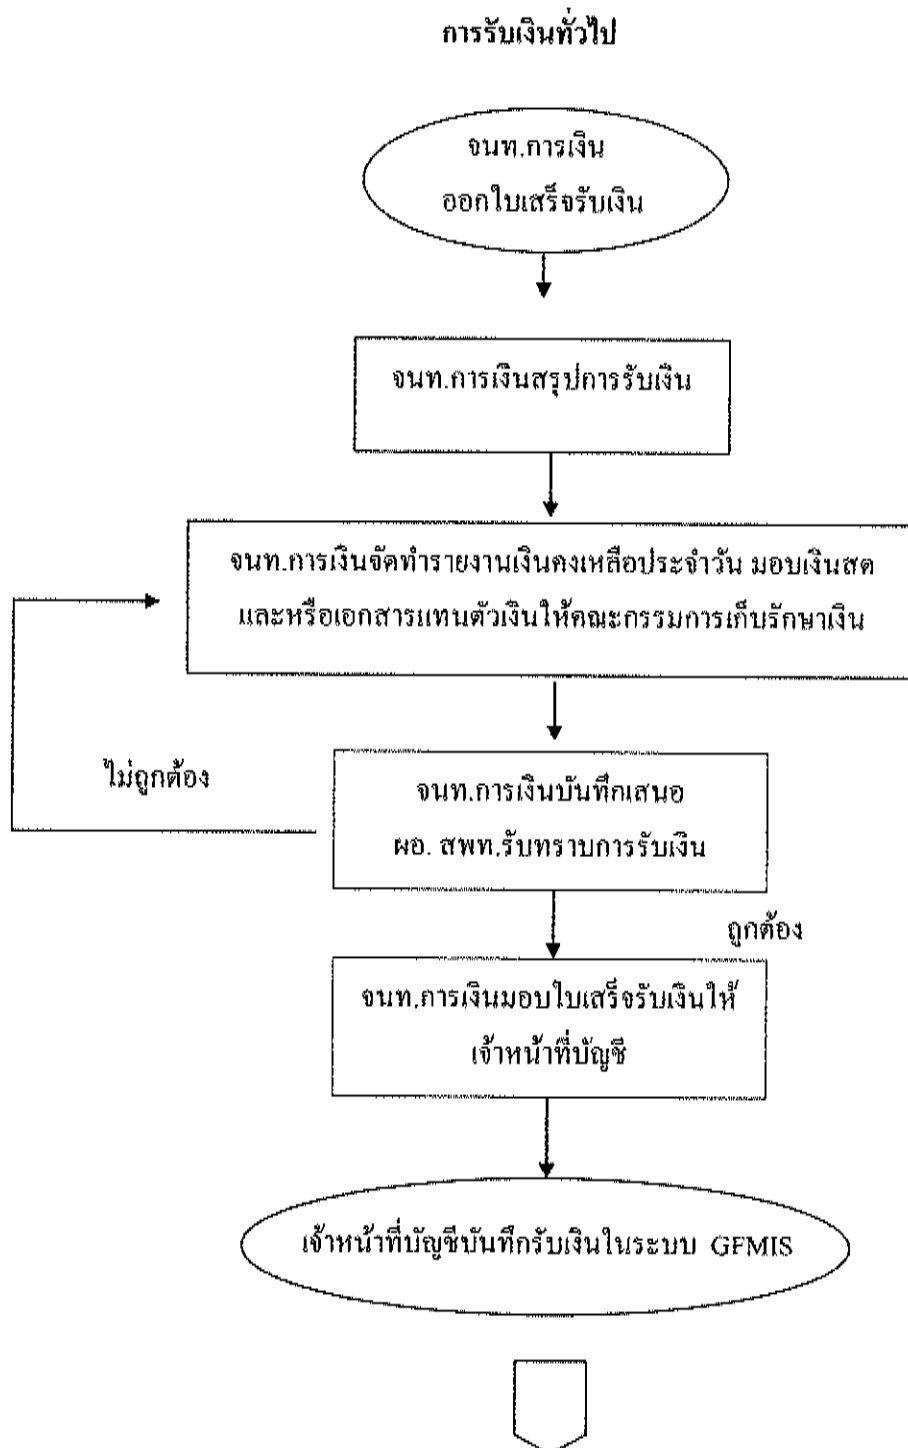 การรับเงินทั่วไป
จนท.การเงิน
ออกใบเสร็จรับเงิน
จนท.การเงินสรุปการรับเงิน
จนท.การเงินจัดทำรายงานเงินคงเหลือประจำวัน มอบเงินสด
และหรือเอกสารแทนตัวเงินให้คณะกรรมการเก็บรักษาเงิน
ไม่ถูกต้อง
จนท.การเงินบันทึกเสนอ
ผอ. สพท.รับทราบการรับเงิน
ถูกต้อง
จนท.การเงินมอบใบเสร็จรับเงินให้
เจ้าหน้าที่บัญชี
เจ้าหน้าที่บัญชีบันทึกรับเงินในระบบ GFMIS